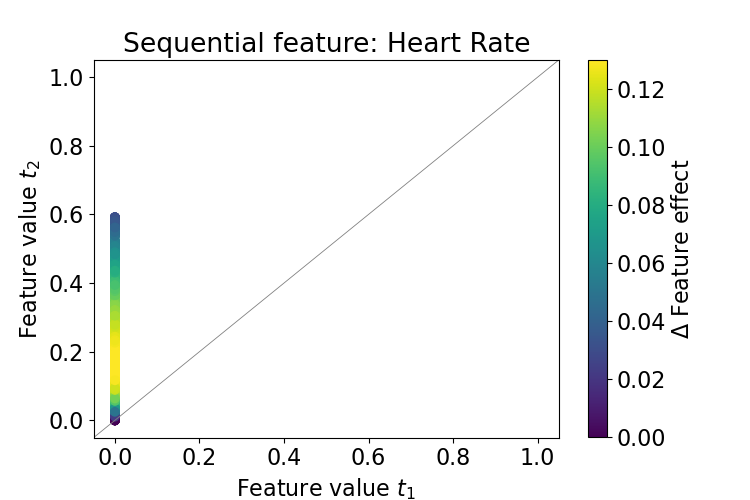 Sequential feature: Heart Rate
1.0
0.8
0.6
0.4
0.2
0.0
Feature value t₂
0.0 0.2 0.4 0.6 0.8 1.0
Feature value t₁
0.12
0.10
0.08
0.06
0.04
0.02
0.00
Δ Feature effect